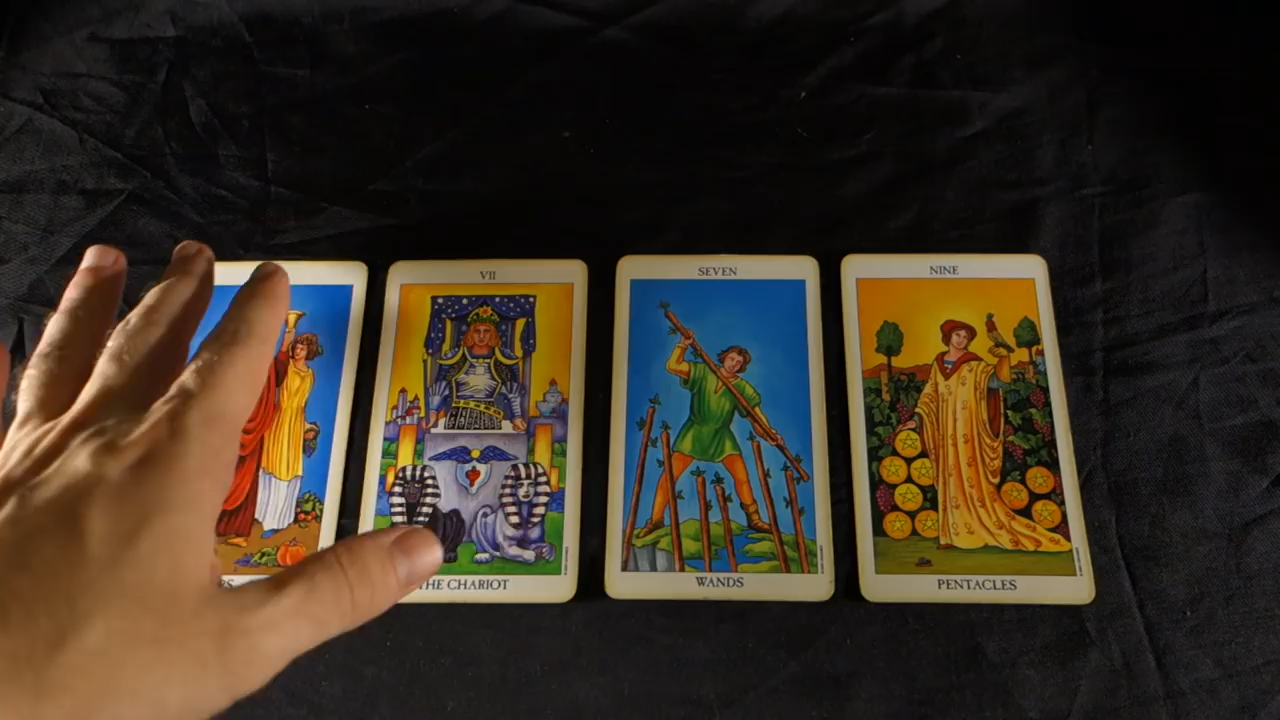 VII
SEVEN
NINE
THE CHARIOT
WANDS
PENTACLES